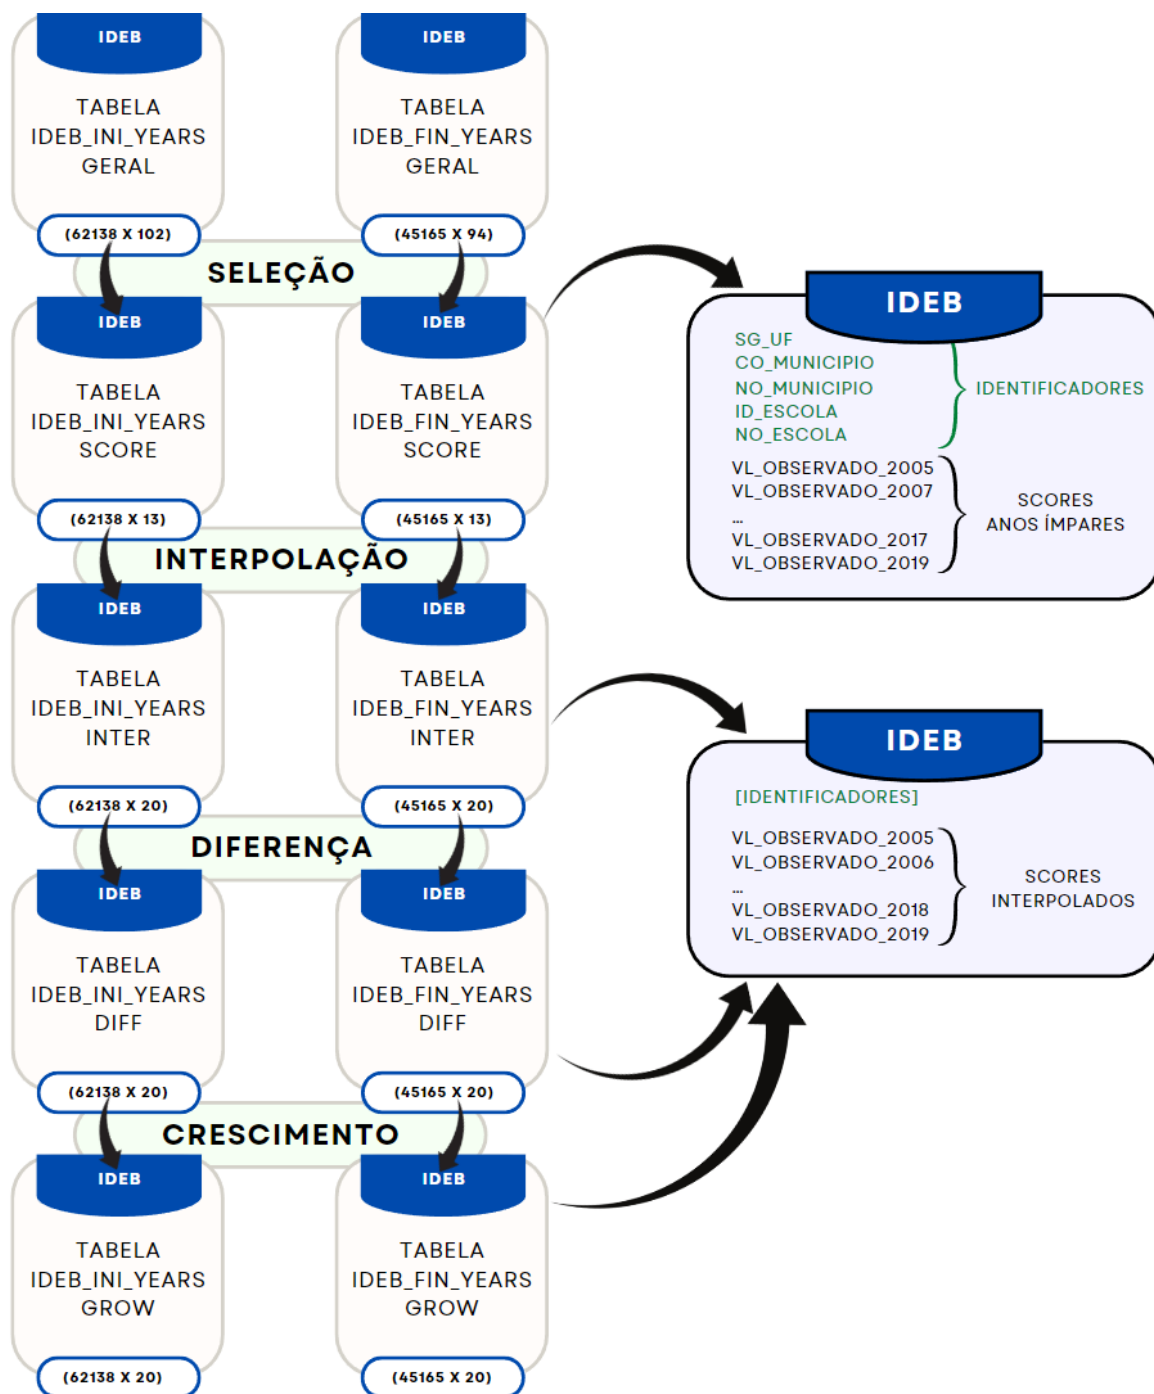 IDEB
TABELA
IDEB_INI_YEARS
GERAL
(62138 X 102)
IDEB
TABELA
IDEB_FIN_YEARS
GERAL
(45165 X 94)
SELEÇÃO
IDEB
TABELA
IDEB_INI_YEARS
SCORE
(62138 X 13)
IDEB
TABELA
IDEB_FIN_YEARS
SCORE
(45165 X 13)
IDEB
SG_UF
CO_MUNICIPIO
NO_MUNICIPIO
ID_ESCOLA
NO_ESCOLA
IDENTIFICADORES
VL_OBSERVADO_2005
VL_OBSERVADO_2007
...
VL_OBSERVADO_2017
VL_OBSERVADO_2019
SCORES
ANOS ÍMPARES
INTERPOLAÇÃO
IDEB
TABELA
IDEB_INI_YEARS
INTER
(62138 X 20)
IDEB
TABELA
IDEB_FIN_YEARS
INTER
(45165 X 20)
IDEB
[IDENTIFICADORES]
VL_OBSERVADO_2005
VL_OBSERVADO_2006
...
VL_OBSERVADO_2018
VL_OBSERVADO_2019
SCORES
INTERPOLADOS
DIFERENÇA
IDEB
TABELA
IDEB_INI_YEARS
DIFF
(62138 X 20)
IDEB
TABELA
IDEB_FIN_YEARS
DIFF
(45165 X 20)
CRESCIMENTO
IDEB
TABELA
IDEB_INI_YEARS
GROW
(62138 X 20)
IDEB
TABELA
IDEB_FIN_YEARS
GROW
(45165 X 20)